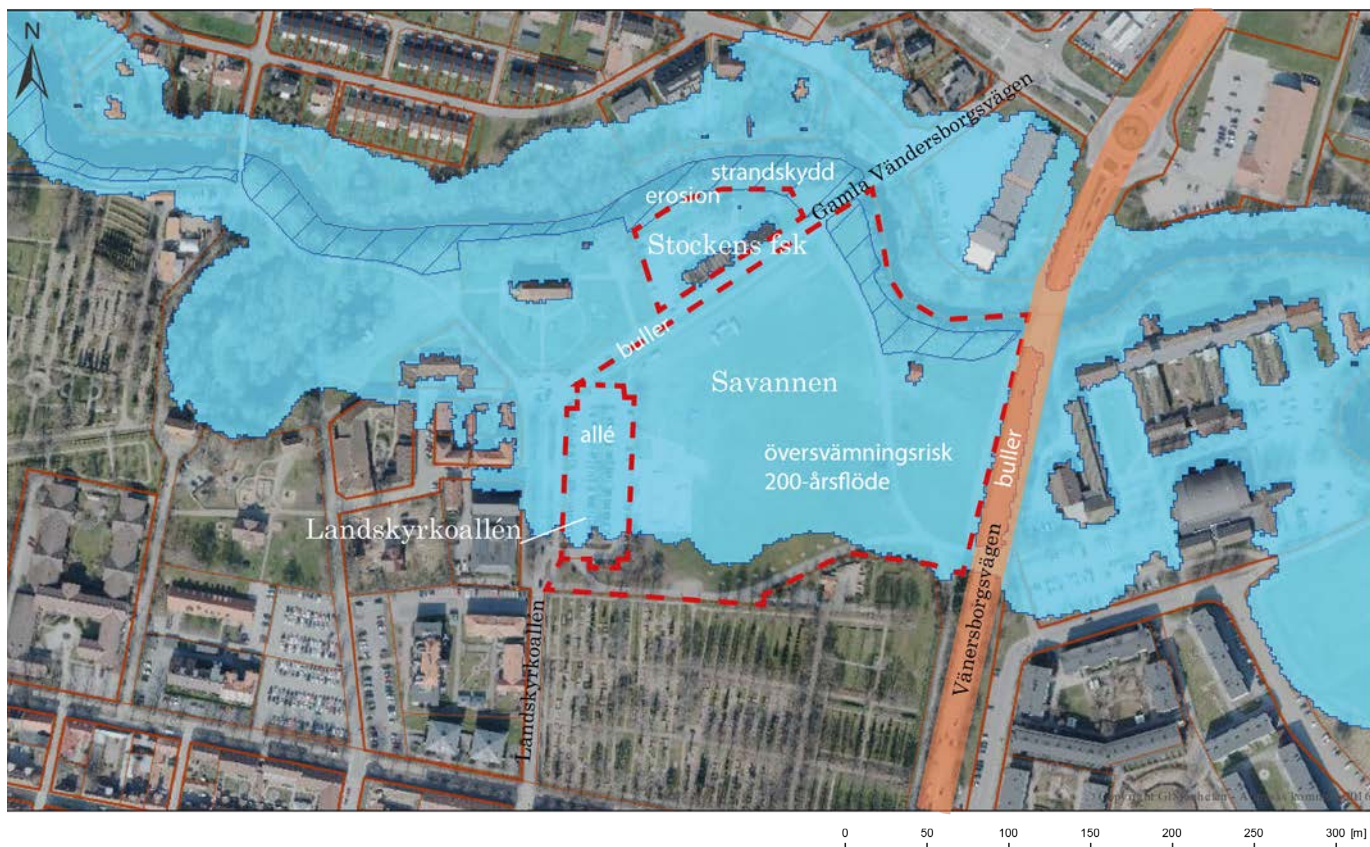 N
strandskydd
erosion
Gamla Vändersborgsvägen
Stockens fsk
buller
Savannen
allé
översvämningsrisk
200-årsflöde
buller
Landskyrkoallén
Landskyrkoallén
Vänersborgsvägen
0 50 100 150 200 250 300 [m]